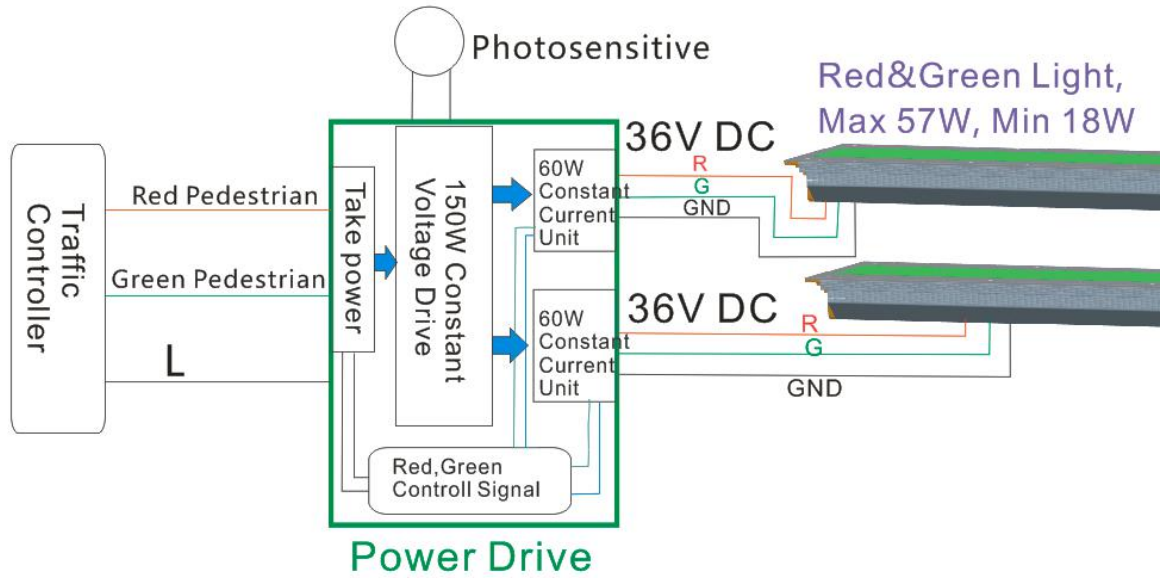 Photosensitive
Red&Green Light,
Max 57W, Min 18W
Traffic
Controller
Red Pedestrian
Green Pedestrian
L
Take power
150W Constant
Voltage Drive
60W
Constant
Current
Unit
36V DC
R
G
GND
60W
Constant
Current
Unit
36V DC
R
G
GND
Red,Green
Controll Signal
Power Drive